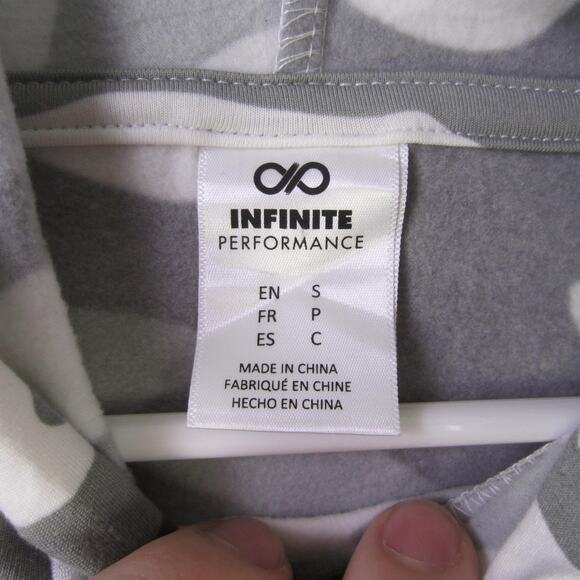 INFINITE
PERFORMANCE
EN S
FR P
ES C
MADE IN CHINA
FABRIQUÉ EN CHINE
HECHO EN CHINA